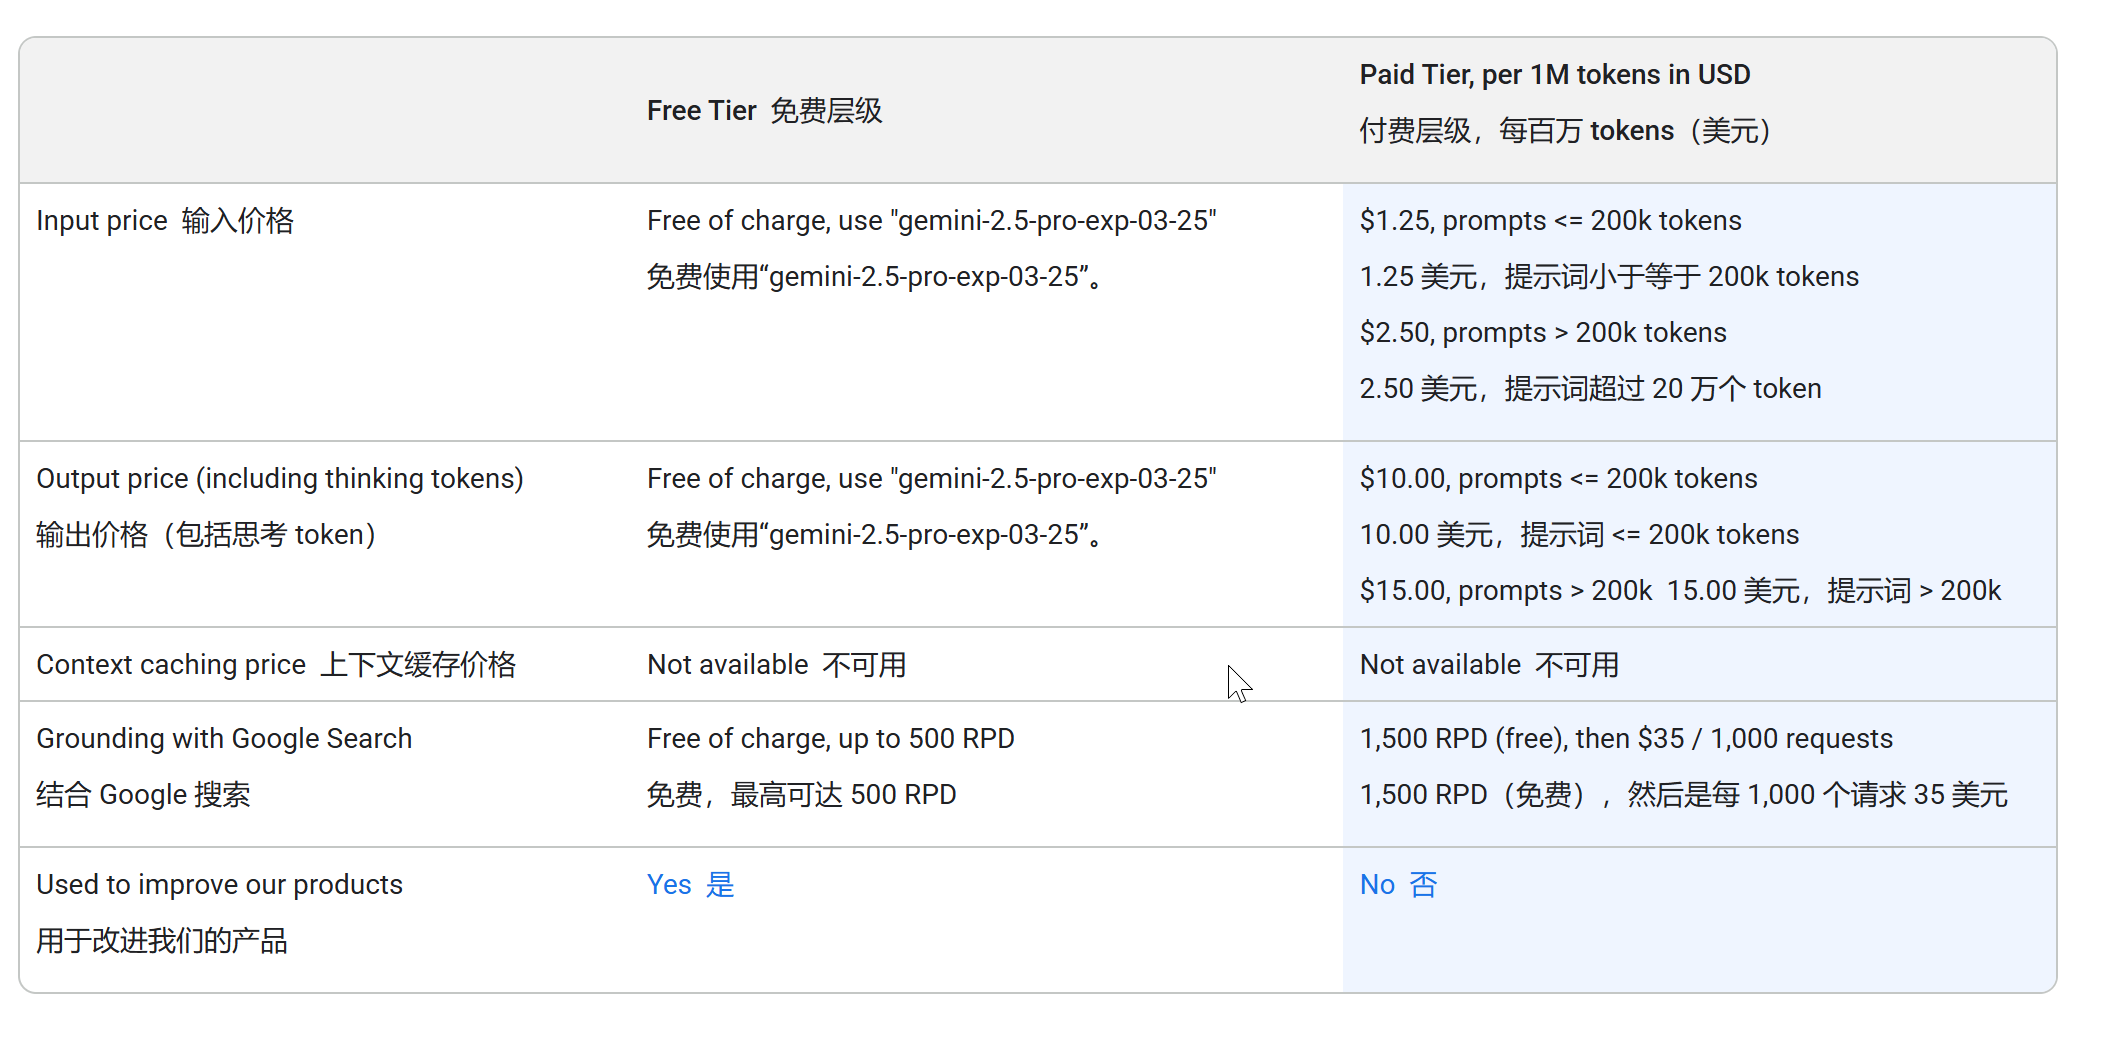 Free Tier 免费层级
Paid Tier, per 1M tokens in USD
付费层级，每百万 tokens（美元）
Input price 输入价格
Free of charge, use "gemini-2.5-pro-exp-03-25"
免费使用“gemini-2.5-pro-exp-03-25”。
$1.25, prompts <= 200k tokens
1.25 美元，提示词小于等于 200k tokens
$2.50, prompts > 200k tokens
2.50 美元，提示词超过 20 万个 token
Output price (including thinking tokens)
输出价格（包括思考 token）
Free of charge, use "gemini-2.5-pro-exp-03-25"
免费使用“gemini-2.5-pro-exp-03-25”。
$10.00, prompts <= 200k tokens
10.00 美元，提示词 <= 200k tokens
$15.00, prompts > 200k 15.00 美元，提示词 > 200k
Context caching price 上下文缓存价格
Not available 不可用
Not available 不可用
Grounding with Google Search
结合 Google 搜索
Free of charge, up to 500 RPD
免费，最高可达 500 RPD
1,500 RPD (free), then $35 / 1,000 requests
1,500 RPD（免费），然后是每 1,000 个请求 35 美元
Used to improve our products
用于改进我们的产品
Yes 是
No 否